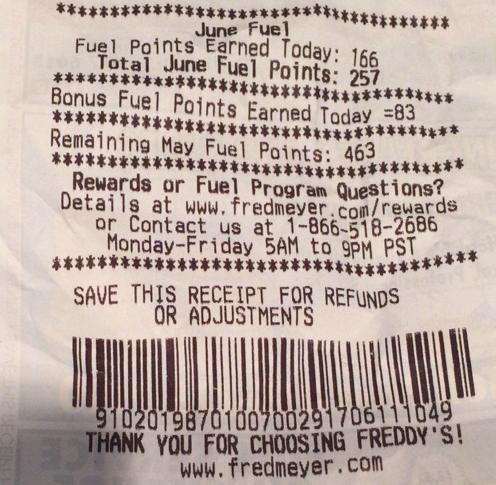 ************************************
June Fuel
Fuel Points Earned Today: 166
Total June Fuel Points: 257
************************************
Bonus Fuel Points Earned Today =83
************************************
Remaining May Fuel Points: 463
************************************
Rewards or Fuel Program Questions?
Details at www.fredmeyer.com/rewards
or Contact us at 1-866-518-2686
Monday-Friday 5AM to 9PM PST
************************************
SAVE THIS RECEIPT FOR REFUNDS
OR ADJUSTMENTS
9102019870100700291706111049
THANK YOU FOR CHOOSING FREDDY'S!
www.fredmeyer.com